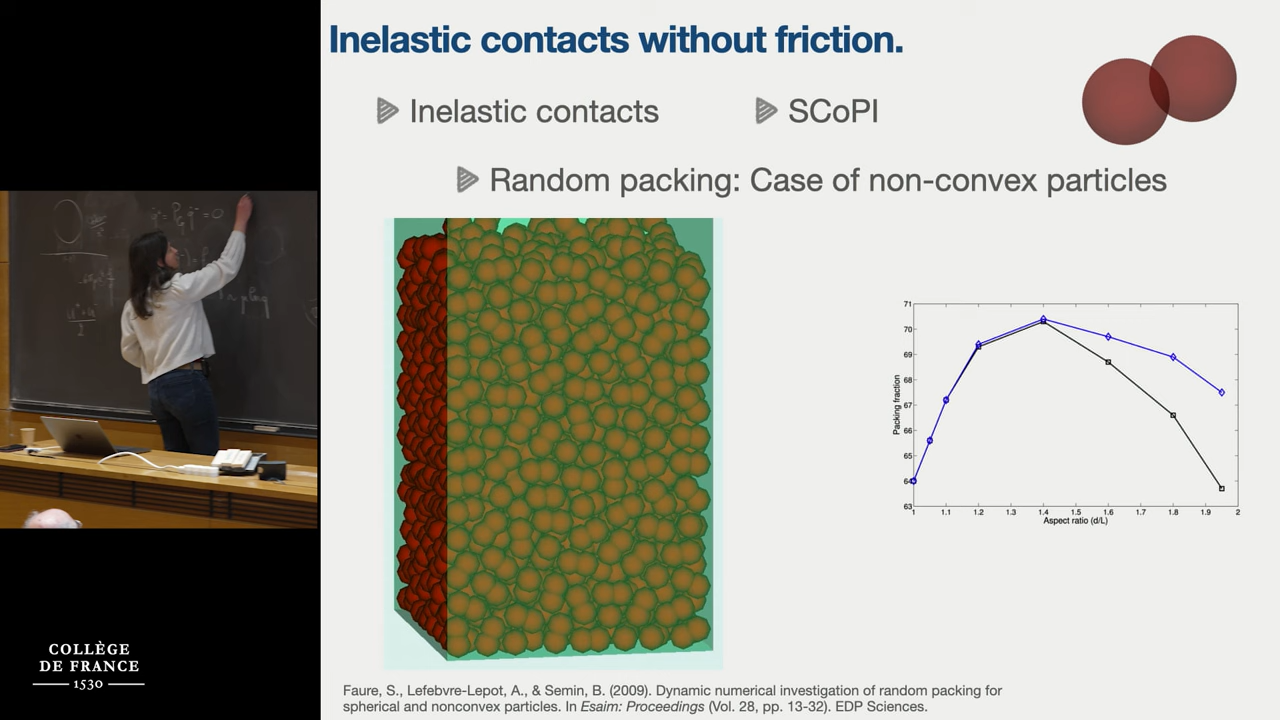 Inelastic contacts without friction.
Inelastic contacts
SCoPI
Random packing: Case of non-convex particles
71
70
69
68
67
66
65
64
63
Packing fraction
1 1.1 1.2 1.3 1.4 1.5 1.6 1.7 1.8 1.9 2
Aspect ratio (d/L)
COLLÈGE
DE FRANCE
1530
Faure, S., Lefebvre-Lepot, A., & Semin, B. (2009). Dynamic numerical investigation of random packing for
spherical and nonconvex particles. In Esaim: Proceedings (Vol. 28, pp. 13-32). EDP Sciences.